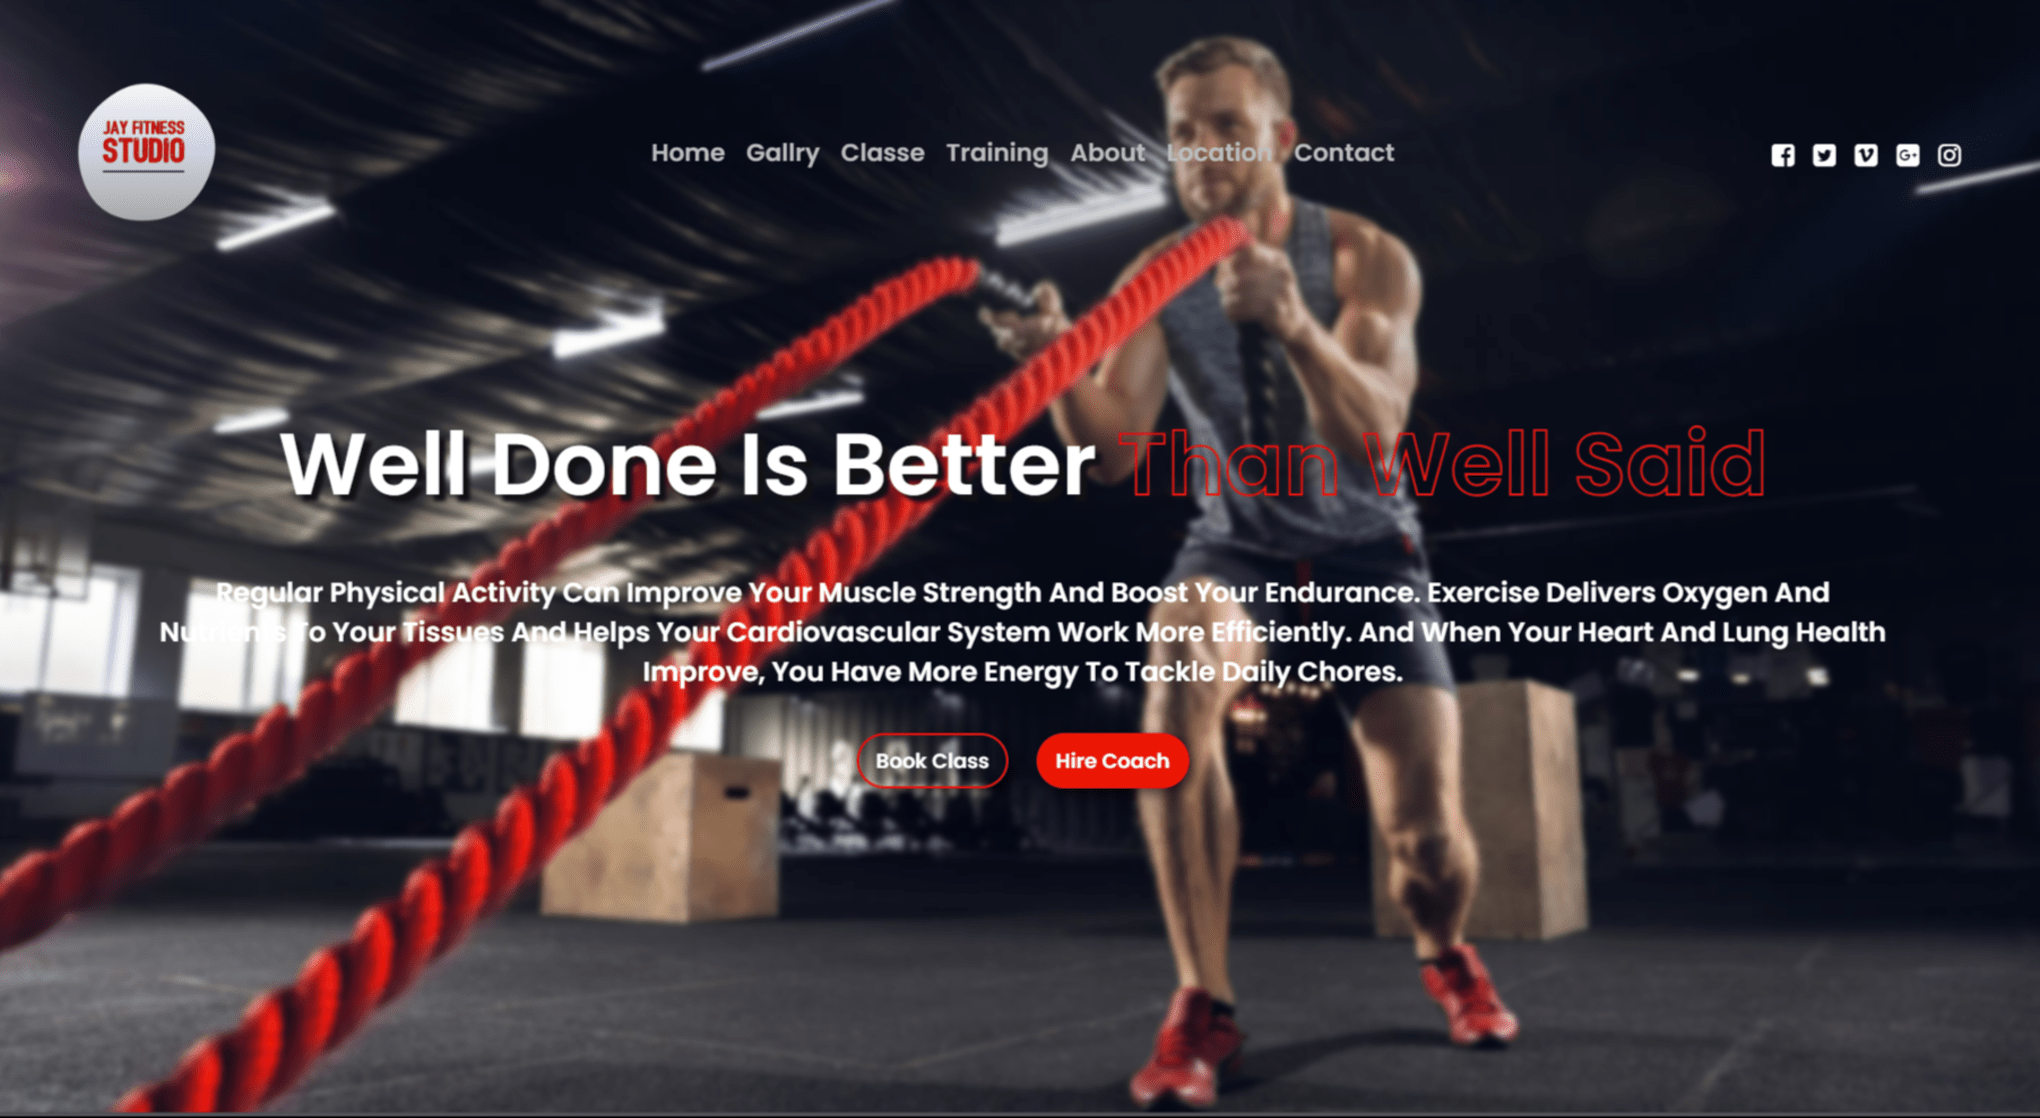 JAY FITNESS
STUDIO
Home Gallry Classe Training About Location Contact
Well Done Is Better Than Well Said
Regular Physical Activity Can Improve Your Muscle Strength And Boost Your Endurance. Exercise Delivers Oxygen And
Nutrients To Your Tissues And Helps Your Cardiovascular System Work More Efficiently. And When Your Heart And Lung Health
Improve, You Have More Energy To Tackle Daily Chores.
Book Class Hire Coach